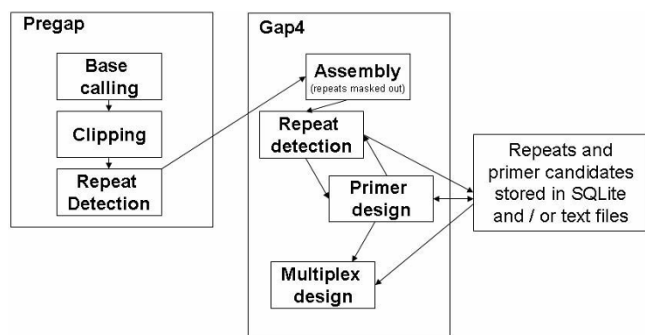 Pregap
Base
calling
Clipping
Repeat
Detection
Gap4
Assembly
(repeats masked out)
Repeat
detection
Primer
design
Multiplex
design
Repeats and
primer candidates
stored in SQLite
and / or text files